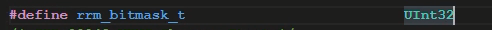 #define rrm_bitmask_t UInt32